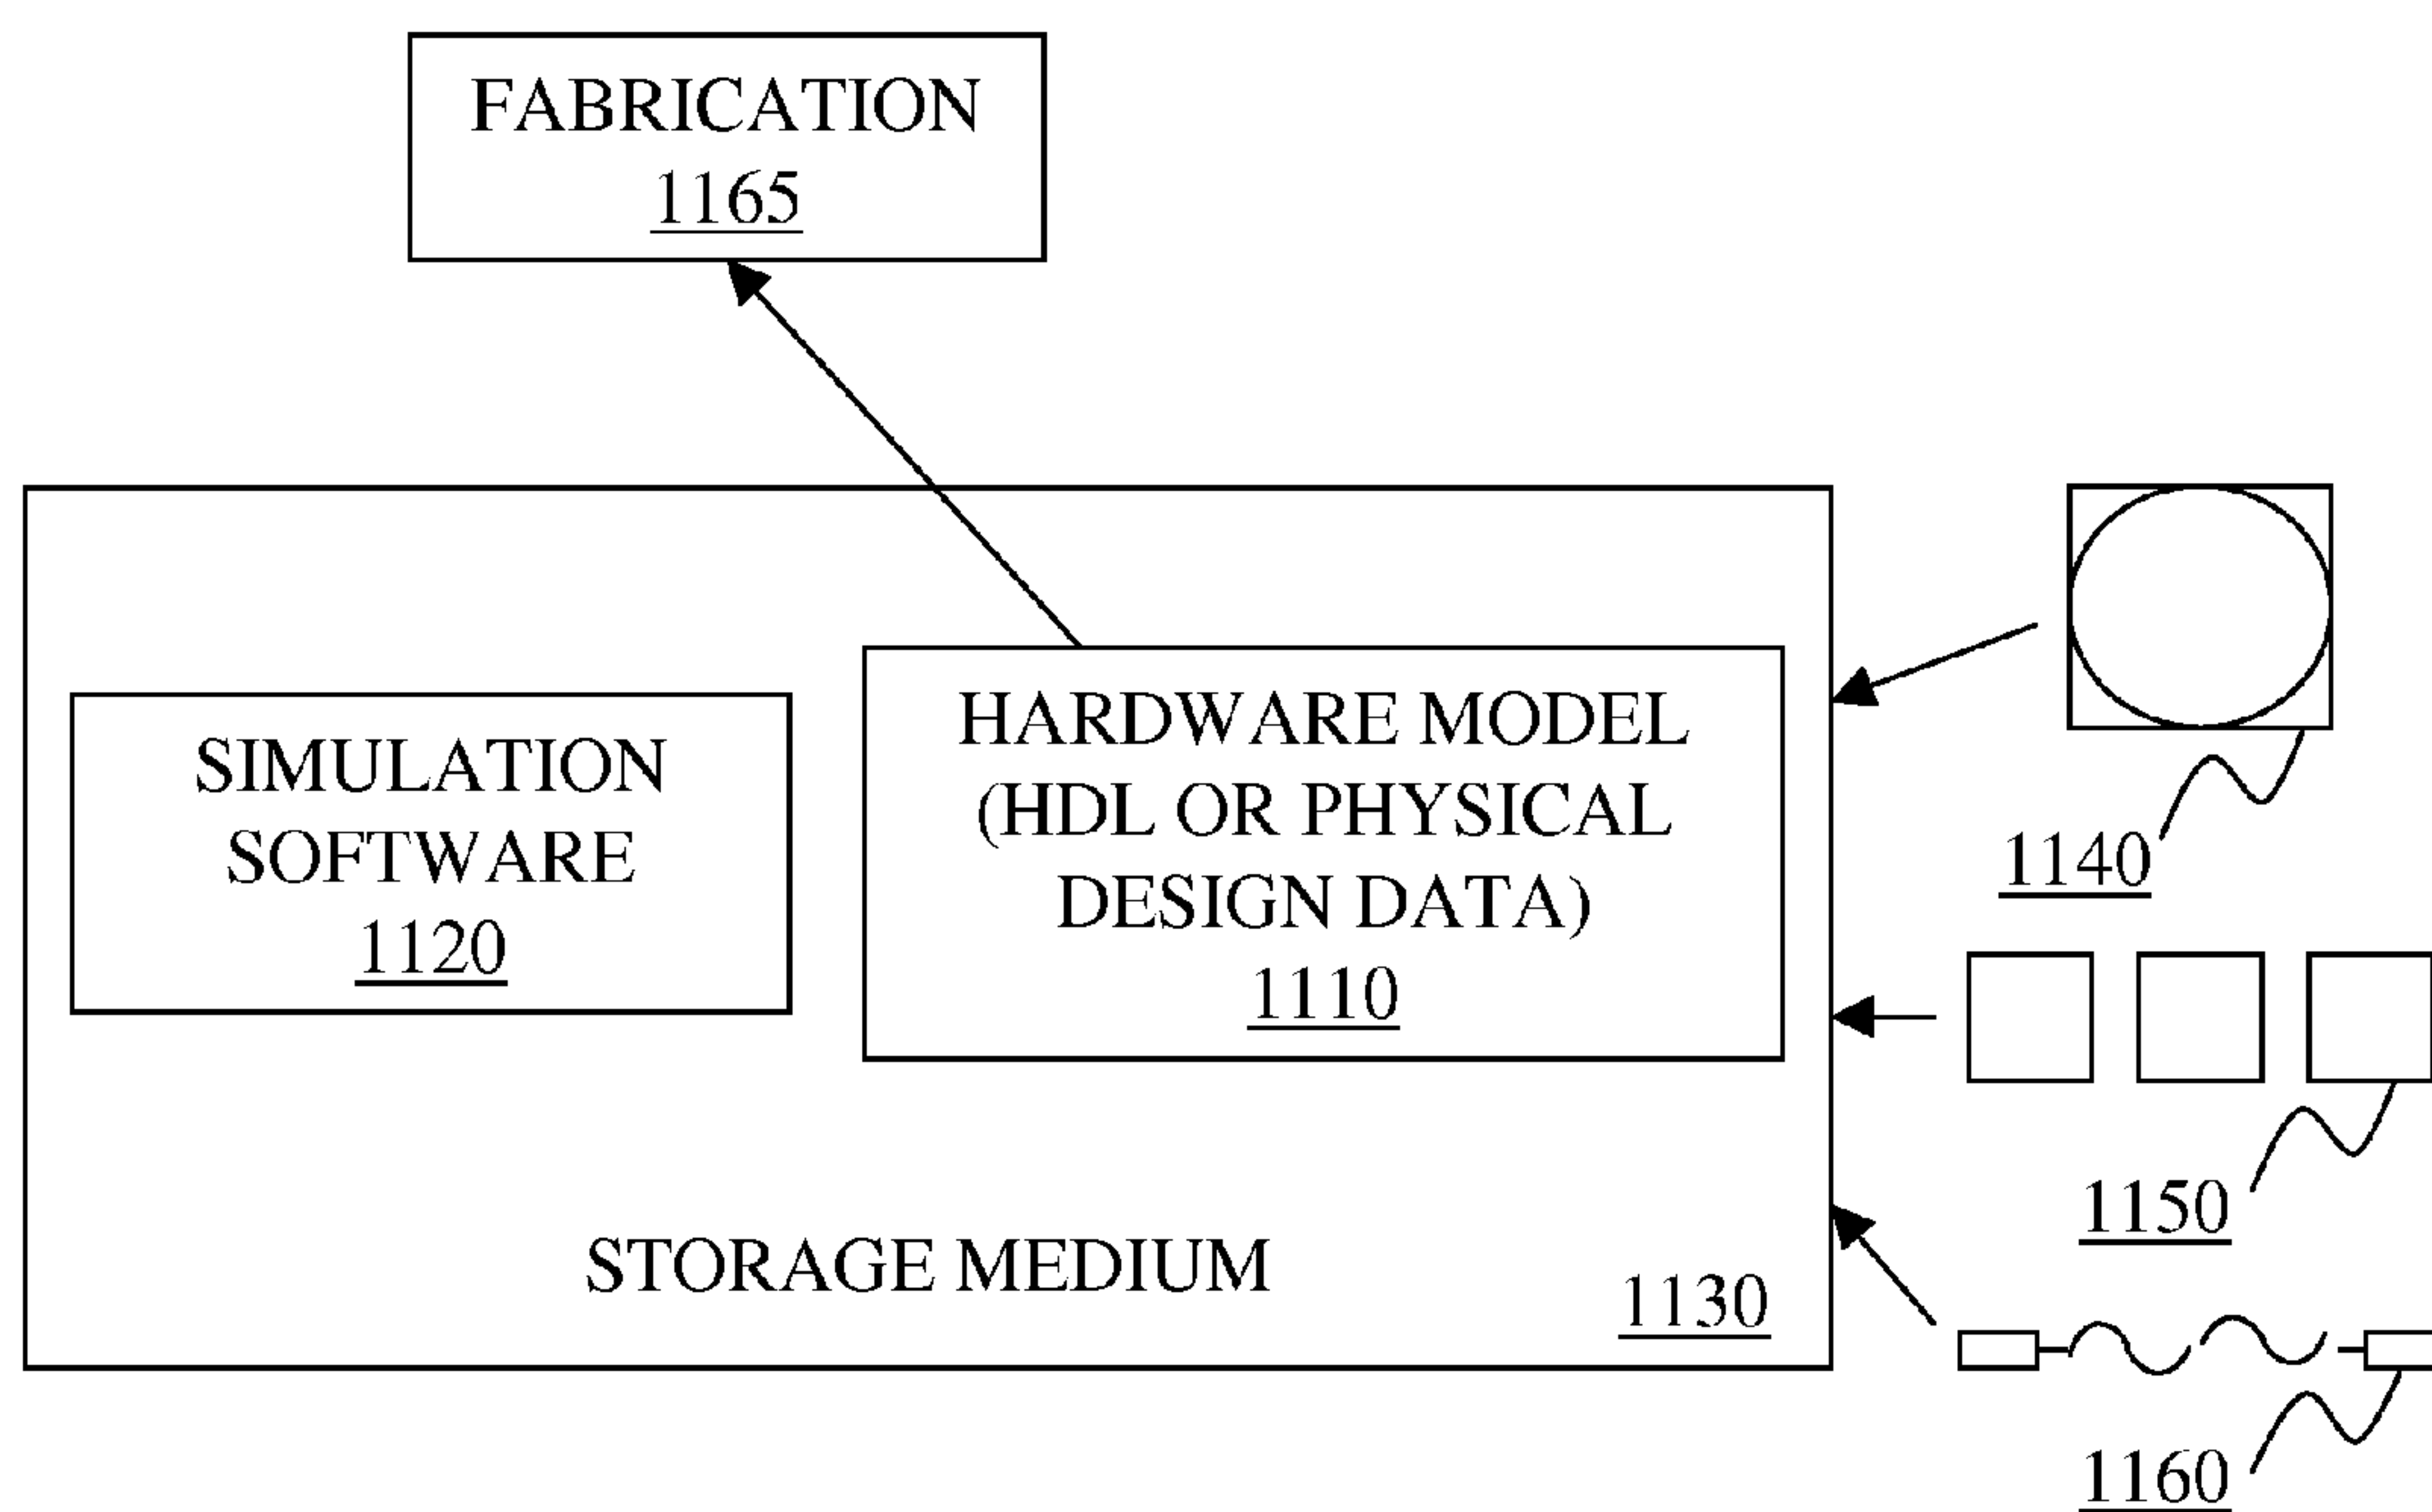 FABRICATION
1165
SIMULATION
SOFTWARE
1120
HARDWARE MODEL
(HDL OR PHYSICAL
DESIGN DATA)
1110
STORAGE MEDIUM
1130
1140
1150
1160